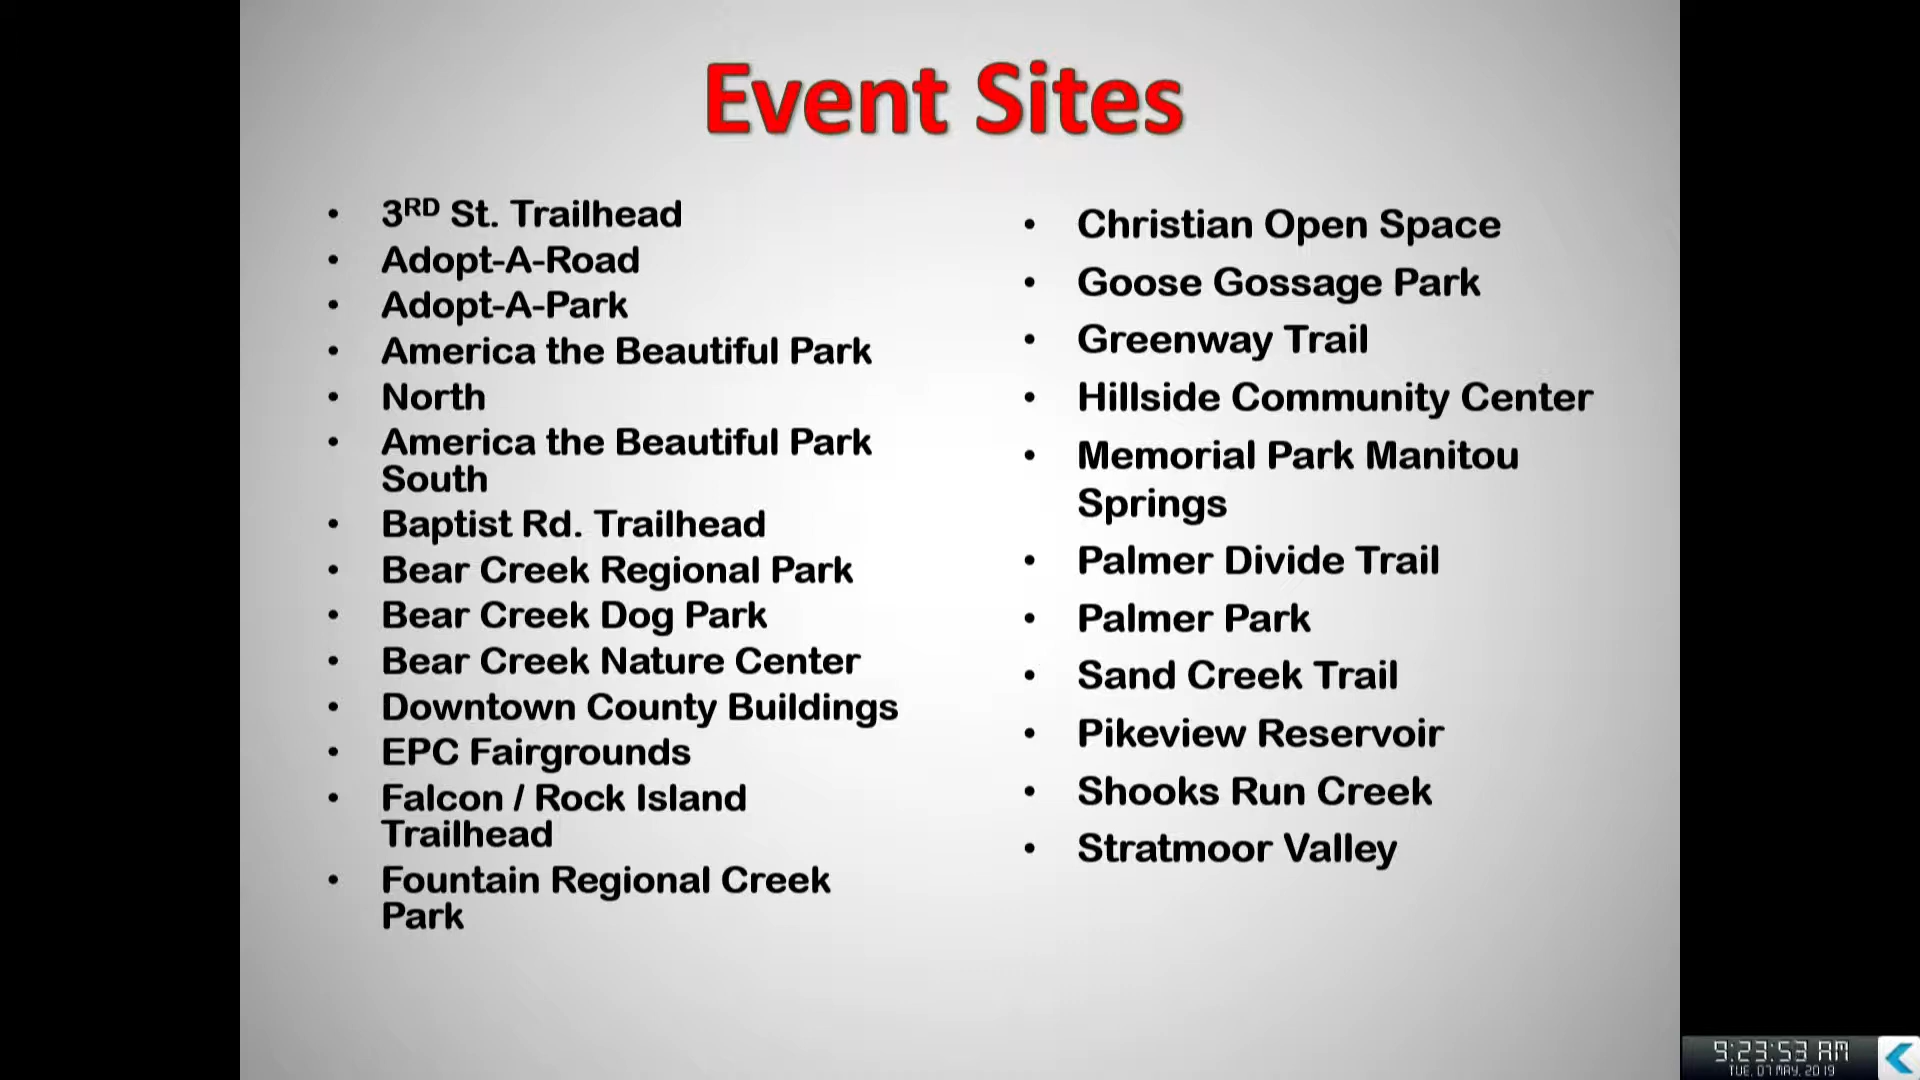 Event Sites
• 3RD St. Trailhead
• Adopt-A-Road
• Adopt-A-Park
• America the Beautiful Park
• North
• America the Beautiful Park
South
• Baptist Rd. Trailhead
• Bear Creek Regional Park
• Bear Creek Dog Park
• Bear Creek Nature Center
• Downtown County Buildings
• EPC Fairgrounds
• Falcon / Rock Island
Trailhead
• Fountain Regional Creek
Park
• Christian Open Space
• Goose Gossage Park
• Greenway Trail
• Hillside Community Center
• Memorial Park Manitou
Springs
• Palmer Divide Trail
• Palmer Park
• Sand Creek Trail
• Pikeview Reservoir
• Shooks Run Creek
• Stratmoor Valley
9:23:53 AM
TUE, 07 MAY, 2019